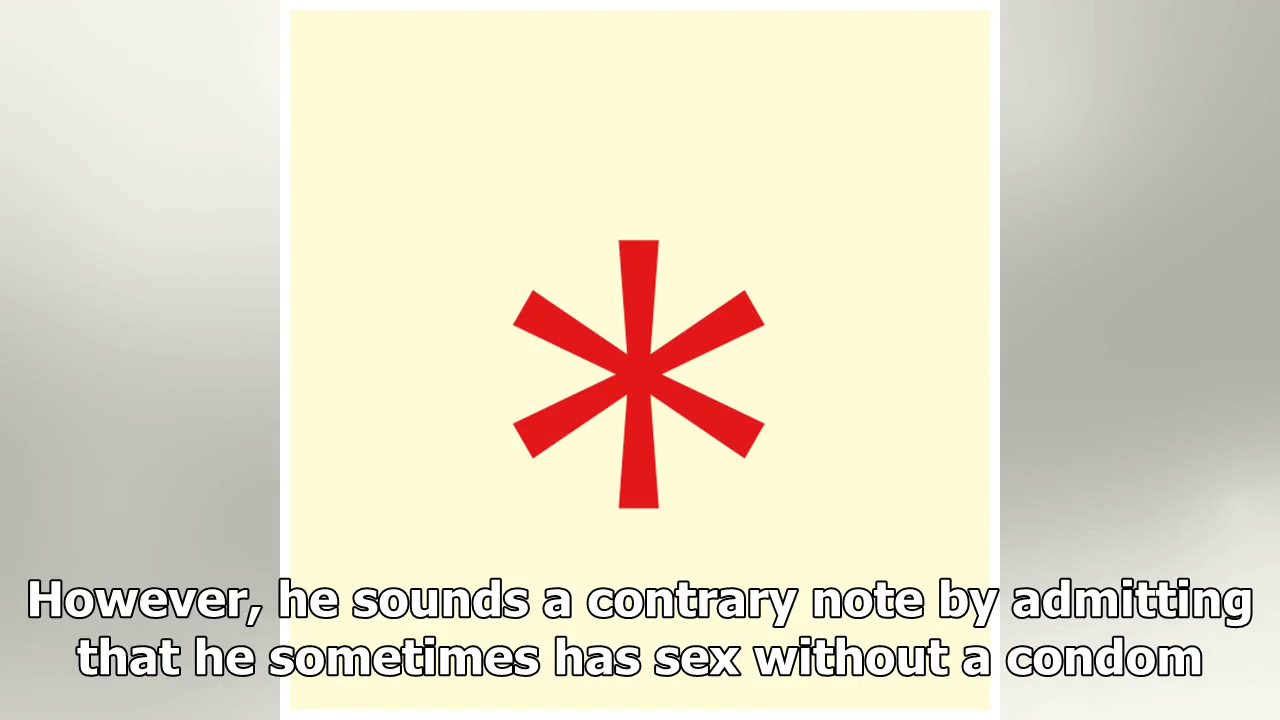 However, he sounds a contrary note by admitting
that he sometimes has sex without a condom